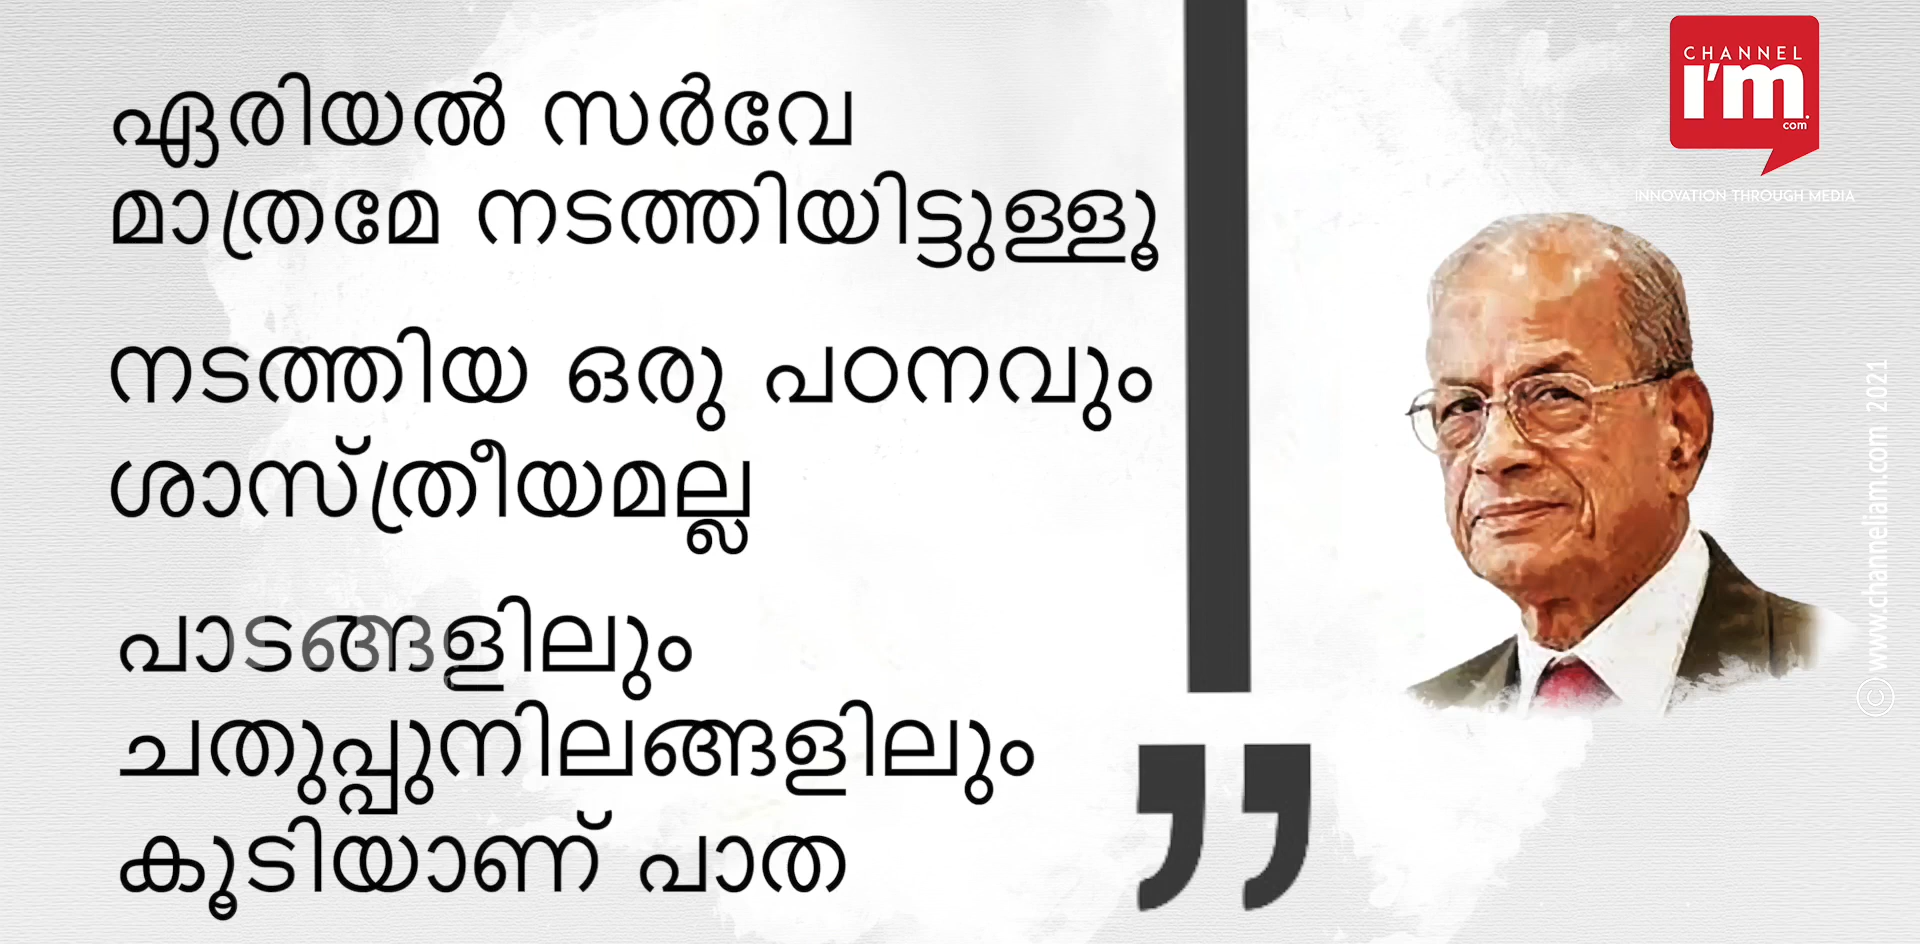 ഏരിയൽ സർവേ
മാത്രമേ നടത്തിയിട്ടുള്ളൂ
നടത്തിയ ഒരു പഠനവും
ശാസ്ത്രീയമല്ല
പാടങ്ങളിലും
ചതുപ്പുനിലങ്ങളിലും
കൂടിയാണ് പാത
CHANNEL
I'm
.com
INNOVATION THROUGH MEDIA
© www.channeliam.com 2021